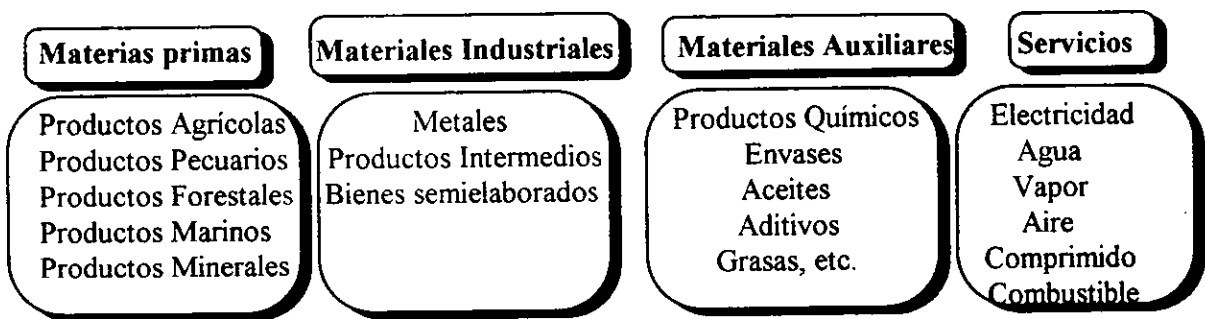 Materias primas
Productos Agrícolas
Productos Pecuarios
Productos Forestales
Productos Marinos
Productos Minerales
Materiales Industriales
Metales
Productos Intermedios
Bienes semielaborados
Materiales Auxiliares
Productos Químicos
Envases
Aceites
Aditivos
Grasas, etc.
Servicios
Electricidad
Agua
Vapor
Aire
Comprimido
Combustible